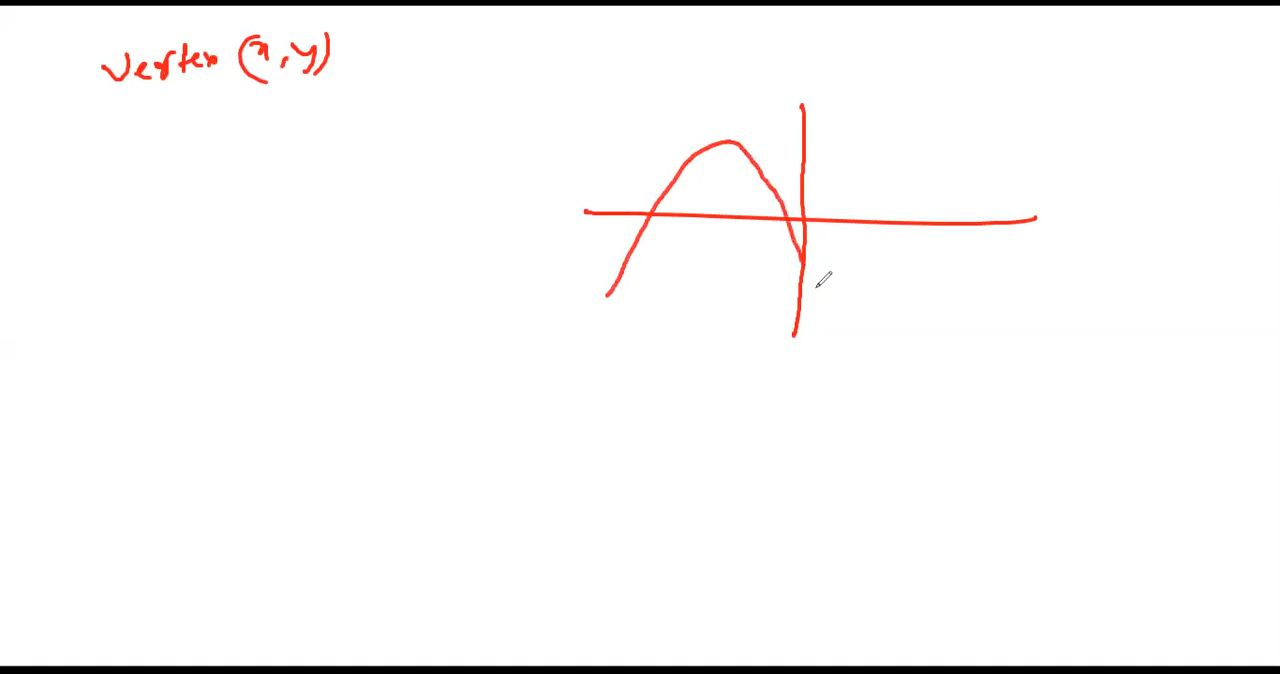 vertex (x, y)